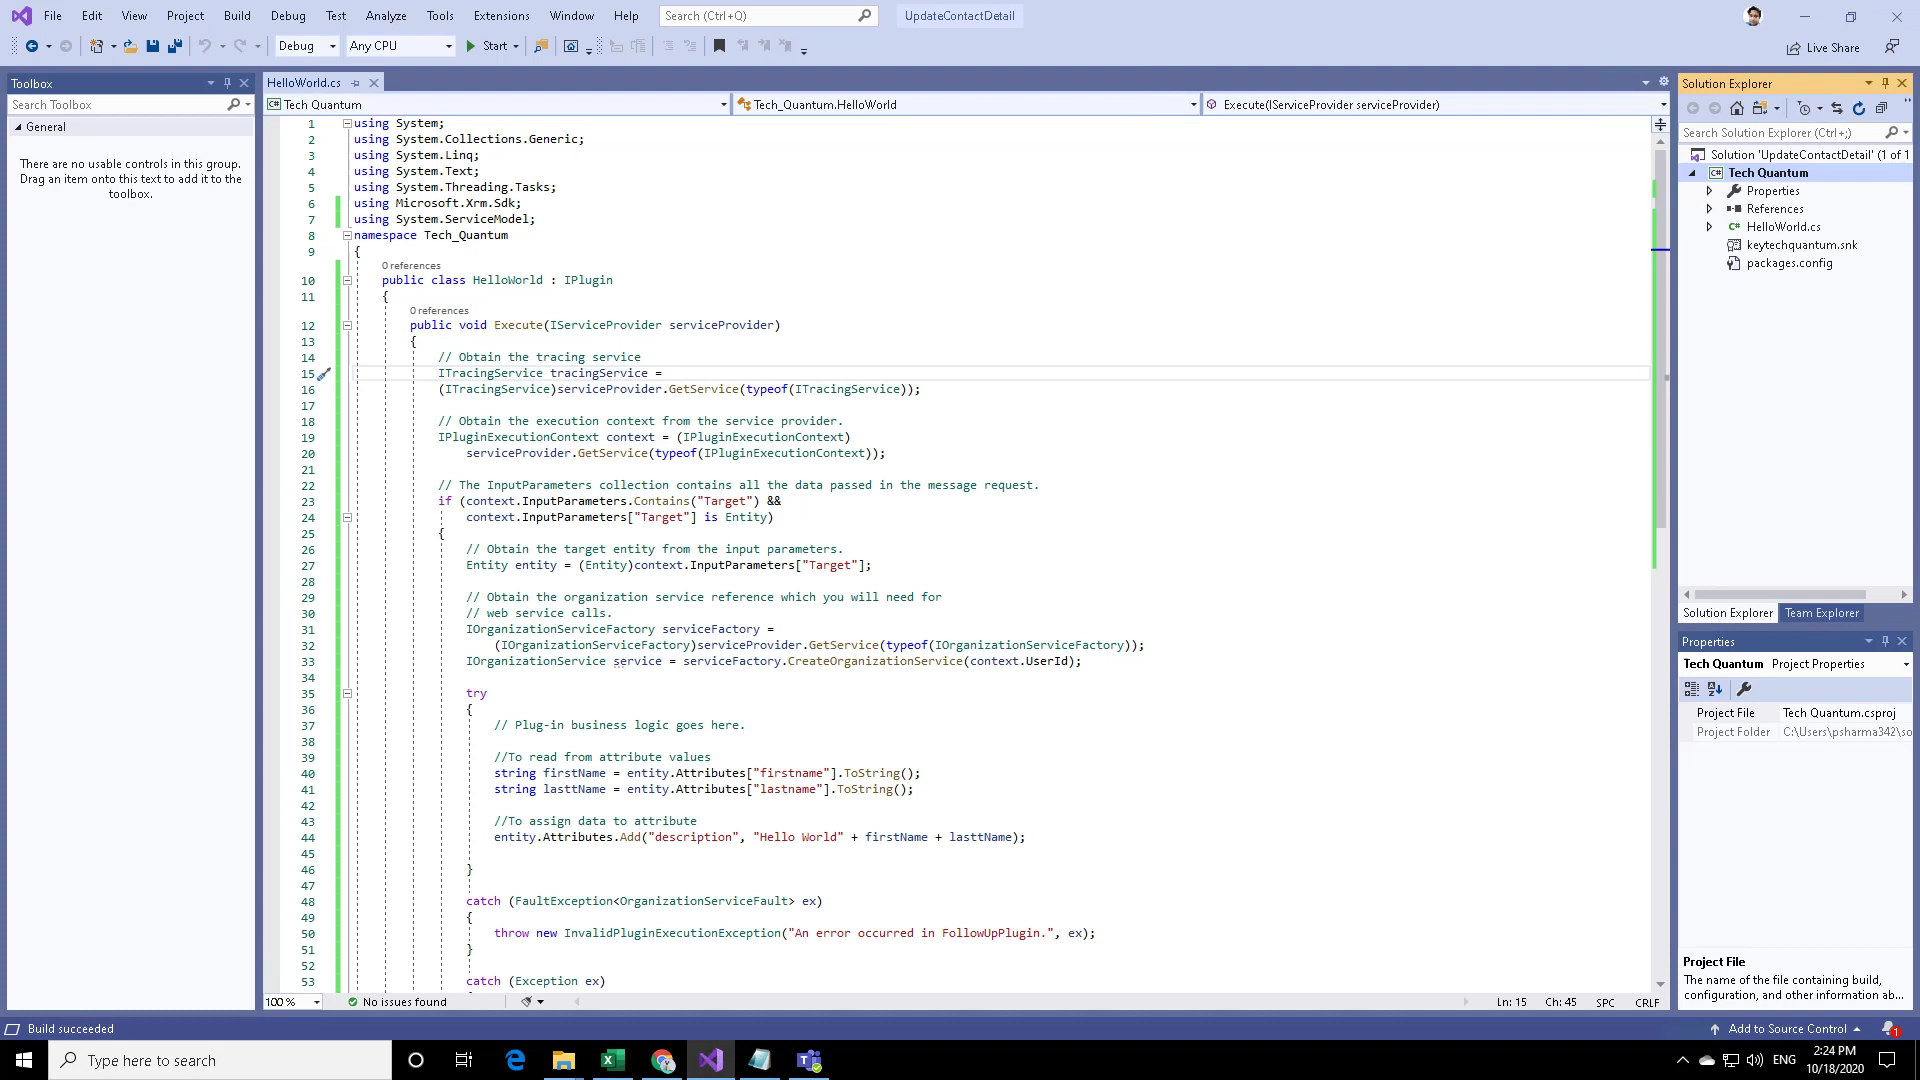 File Edit View Project Build Debug Test Analyze Tools Extensions Window Help Search (Ctrl+Q) UpdateContactDetail
Debug Any CPU Start Live Share
Toolbox
Search Toolbox
General
There are no usable controls in this group.
Drag an item onto this text to add it to the
toolbox.
HelloWorld.cs
Tech Quantum Tech_Quantum.HelloWorld Execute(IServiceProvider serviceProvider)
1 using System;
2 using System.Collections.Generic;
3 using System.Linq;
4 using System.Text;
5 using System.Threading.Tasks;
6 using Microsoft.Xrm.Sdk;
7 using System.ServiceModel;
8 namespace Tech_Quantum
9 {
0 references
10 public class HelloWorld : IPlugin
11 {
0 references
12 public void Execute(IServiceProvider serviceProvider)
13 {
14 // Obtain the tracing service
15 ITracingService tracingService =
16 (ITracingService)serviceProvider.GetService(typeof(ITracingService));
17
18 // Obtain the execution context from the service provider.
19 IPluginExecutionContext context = (IPluginExecutionContext)
20 serviceProvider.GetService(typeof(IPluginExecutionContext));
21
22 // The InputParameters collection contains all the data passed in the message request.
23 if (context.InputParameters.Contains("Target") &&
24 context.InputParameters["Target"] is Entity)
25 {
26 // Obtain the target entity from the input parameters.
27 Entity entity = (Entity)context.InputParameters["Target"];
28
29 // Obtain the organization service reference which you will need for
30 // web service calls.
31 IOrganizationServiceFactory serviceFactory =
32 (IOrganizationServiceFactory)serviceProvider.GetService(typeof(IOrganizationServiceFactory));
33 IOrganizationService service = serviceFactory.CreateOrganizationService(context.UserId);
34
35 try
36 {
37 // Plug-in business logic goes here.
38
39 //To read from attribute values
40 string firstName = entity.Attributes["firstname"].ToString();
41 string lasttName = entity.Attributes["lastname"].ToString();
42
43 //To assign data to attribute
44 entity.Attributes.Add("description", "Hello World" + firstName + lasttName);
45
46 }
47
48 catch (FaultException<OrganizationServiceFault> ex)
49 {
50 throw new InvalidPluginExecutionException("An error occurred in FollowUpPlugin.", ex);
51 }
52
53 catch (Exception ex)
100 % No issues found Ln: 15 Ch: 45 SPC CRLF
Solution Explorer
Search Solution Explorer (Ctrl+;)
Solution 'UpdateContactDetail' (1 of 1
Tech Quantum
Properties
References
C# HelloWorld.cs
keytechquantum.snk
packages.config
Solution Explorer Team Explorer
Properties
Tech Quantum Project Properties
Project File Tech Quantum.csproj
Project Folder C:\Users\psharma342\so
Project File
The name of the file containing build,
configuration, and other information ab...
Build succeeded Add to Source Control 1
Type here to search ENG 2:24 PM
10/18/2020